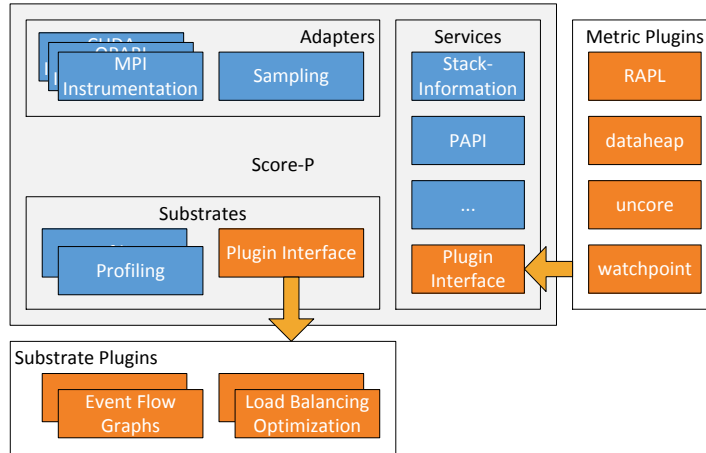 Adapters
MPI
Instrumentation
Sampling
Score-P
Substrates
Profiling
Plugin Interface
Services
Stack-
Information
PAPI
...
Plugin
Interface
Metric Plugins
RAPL
dataheap
uncore
watchpoint
Substrate Plugins
Event Flow
Graphs
Load Balancing
Optimization